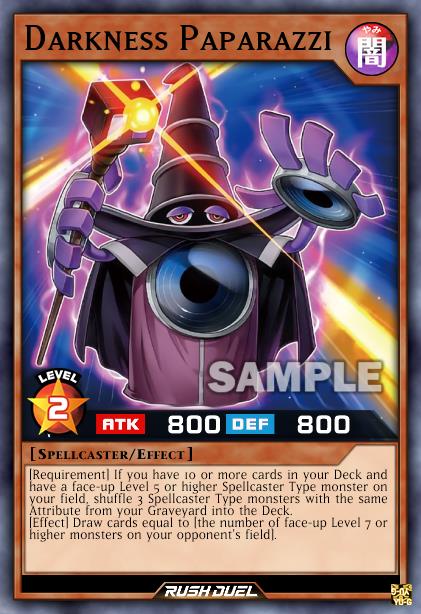 DARKNESS PAPARAZZI
やみ
闇
SAMPLE
LEVEL
2
ATK 800 DEF 800
[SPELLCASTER/EFFECT]
[Requirement] If you have 10 or more cards in your Deck and
have a face-up Level 5 or higher Spellcaster Type monster on
your field, shuffle 3 Spellcaster Type monsters with the same
Attribute from your Graveyard into the Deck.
[Effect] Draw cards equal to [the number of face-up Level 7 or
higher monsters on your opponent's field].
RUSH DUEL